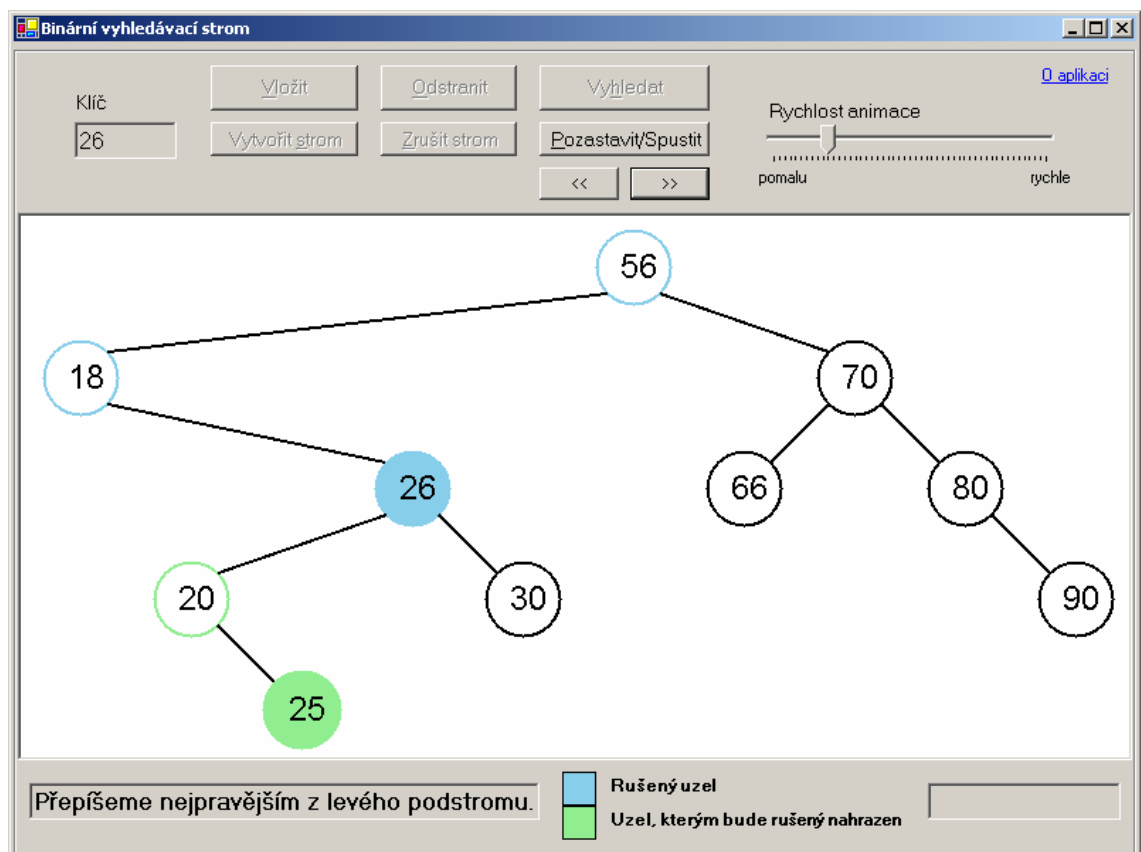 Binární vyhledávací strom
O aplikaci
Klíč
26
Vložit
Odstranit
Vyhledat
Vytvořit strom
Zrušit strom
Pozastavit/Spustit
<<
>>
Rychlost animace
pomalu
rychle
56
18
70
26
66
80
20
30
90
25
Přepíšeme nejpravějším z levého podstromu.
Rušený uzel
Uzel, kterým bude rušený nahrazen